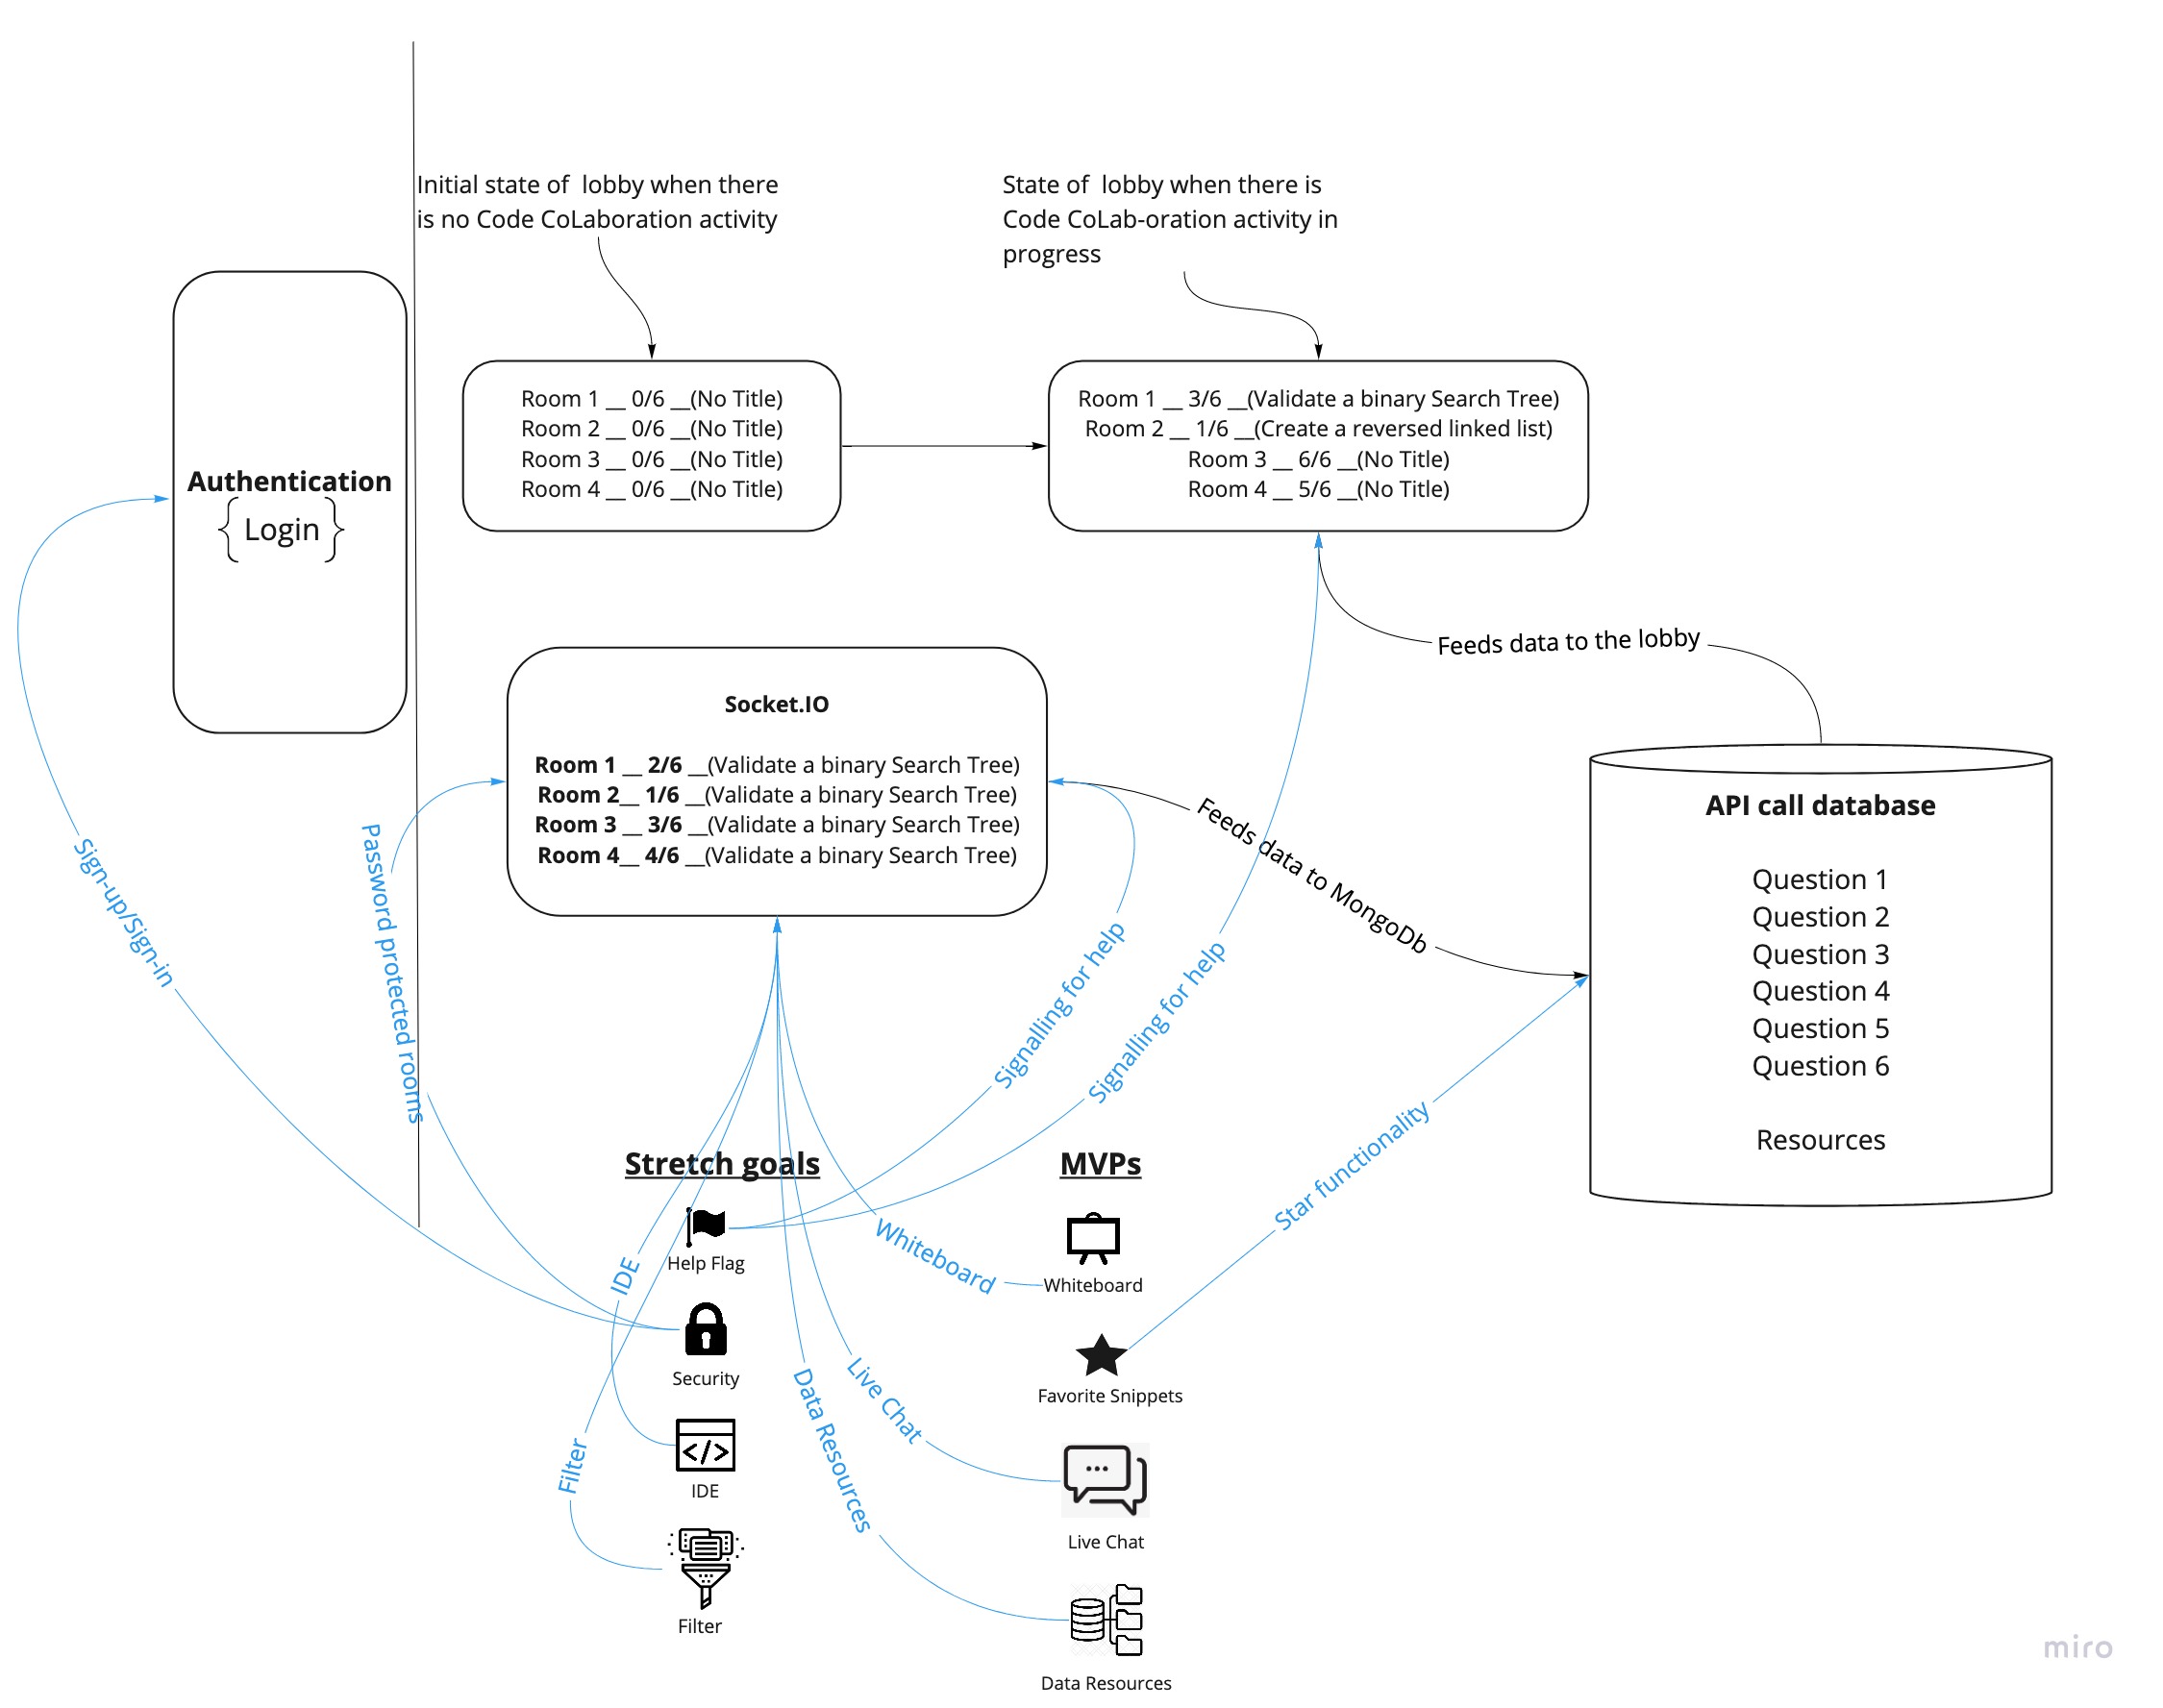 Initial state of  lobby when there
is no Code CoLaboration activity
State of  lobby when there is
Code CoLab-oration activity in
progress
Authentication
{ Login }
Room 1 __ 0/6 __(No Title)
Room 2 __ 0/6 __(No Title)
Room 3 __ 0/6 __(No Title)
Room 4 __ 0/6 __(No Title)
Room 1 __ 3/6 __(Validate a binary Search Tree)
Room 2 __ 1/6 __(Create a reversed linked list)
Room 3 __ 6/6 __(No Title)
Room 4 __ 5/6 __(No Title)
Feeds data to the lobby
Socket.IO
Room 1 __ 2/6 __(Validate a binary Search Tree)
Room 2__ 1/6 __(Validate a binary Search Tree)
Room 3 __ 3/6 __(Validate a binary Search Tree)
Room 4__ 4/6 __(Validate a binary Search Tree)
Feeds data to MongoDb
API call database
Question 1
Question 2
Question 3
Question 4
Question 5
Question 6
Resources
Sign-up/Sign-in
Password protected rooms
Signalling for help
Signalling for help
Star functionality
Stretch goals
Help Flag
Security
IDE
Filter
IDE
Filter
MVPs
Whiteboard
Favorite Snippets
Live Chat
Data Resources
Whiteboard
Live Chat
Data Resources
miro